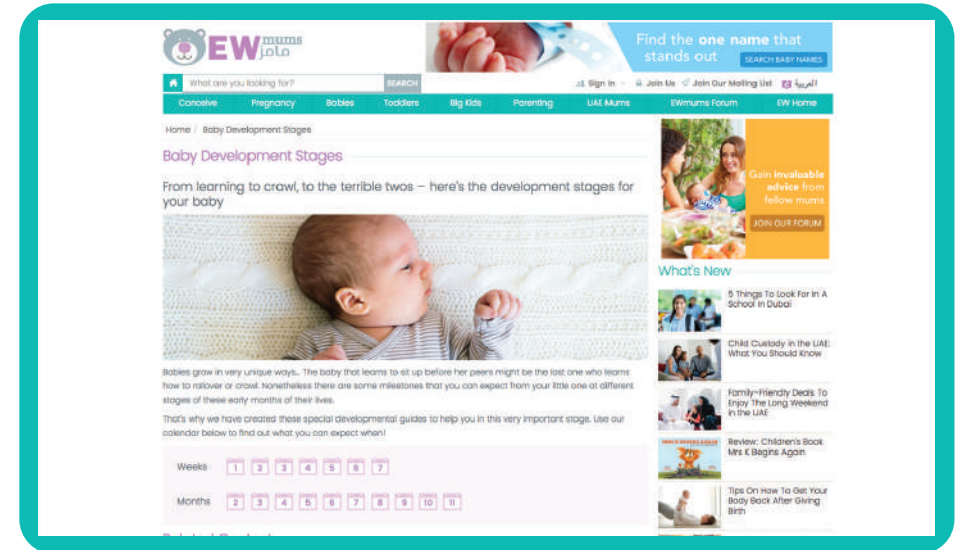 EW mums
مامز
Find the one name that
stands out
SEARCH BABY NAMES
What are you looking for?
SEARCH
Sign In
Join Us
Join Our Mailing List
العربية
Conceive
Pregnancy
Babies
Toddlers
Big Kids
Parenting
UAE Mums
EWmums Forum
EW Home
Home / Baby Development Stages
Baby Development Stages
From learning to crawl, to the terrible twos – here's the development stages for
your baby
Babies grow in very unique ways.. The baby that learns to sit up before her peers might be the last one who learns
how to rollover or crawl. Nonetheless there are some milestones that you can expect from your little one at different
stages of these early months of their lives.
That's why we have created these special developmental guides to help you in this very important stage. Use our
calendar below to find out what you can expect when!
Weeks 1 2 3 4 5 6 7
Months 2 3 4 5 6 7 8 9 10 11
Gain invaluable
advice from
fellow mums
JOIN OUR FORUM
What's New
5 Things To Look For In A
School In Dubai
Child Custody in the UAE:
What You Should Know
Family-Friendly Deals To
Enjoy The Long Weekend
in the UAE
Review: Children's Book
Mrs K Begins Again
Tips On How To Get Your
Body Back After Giving
Birth